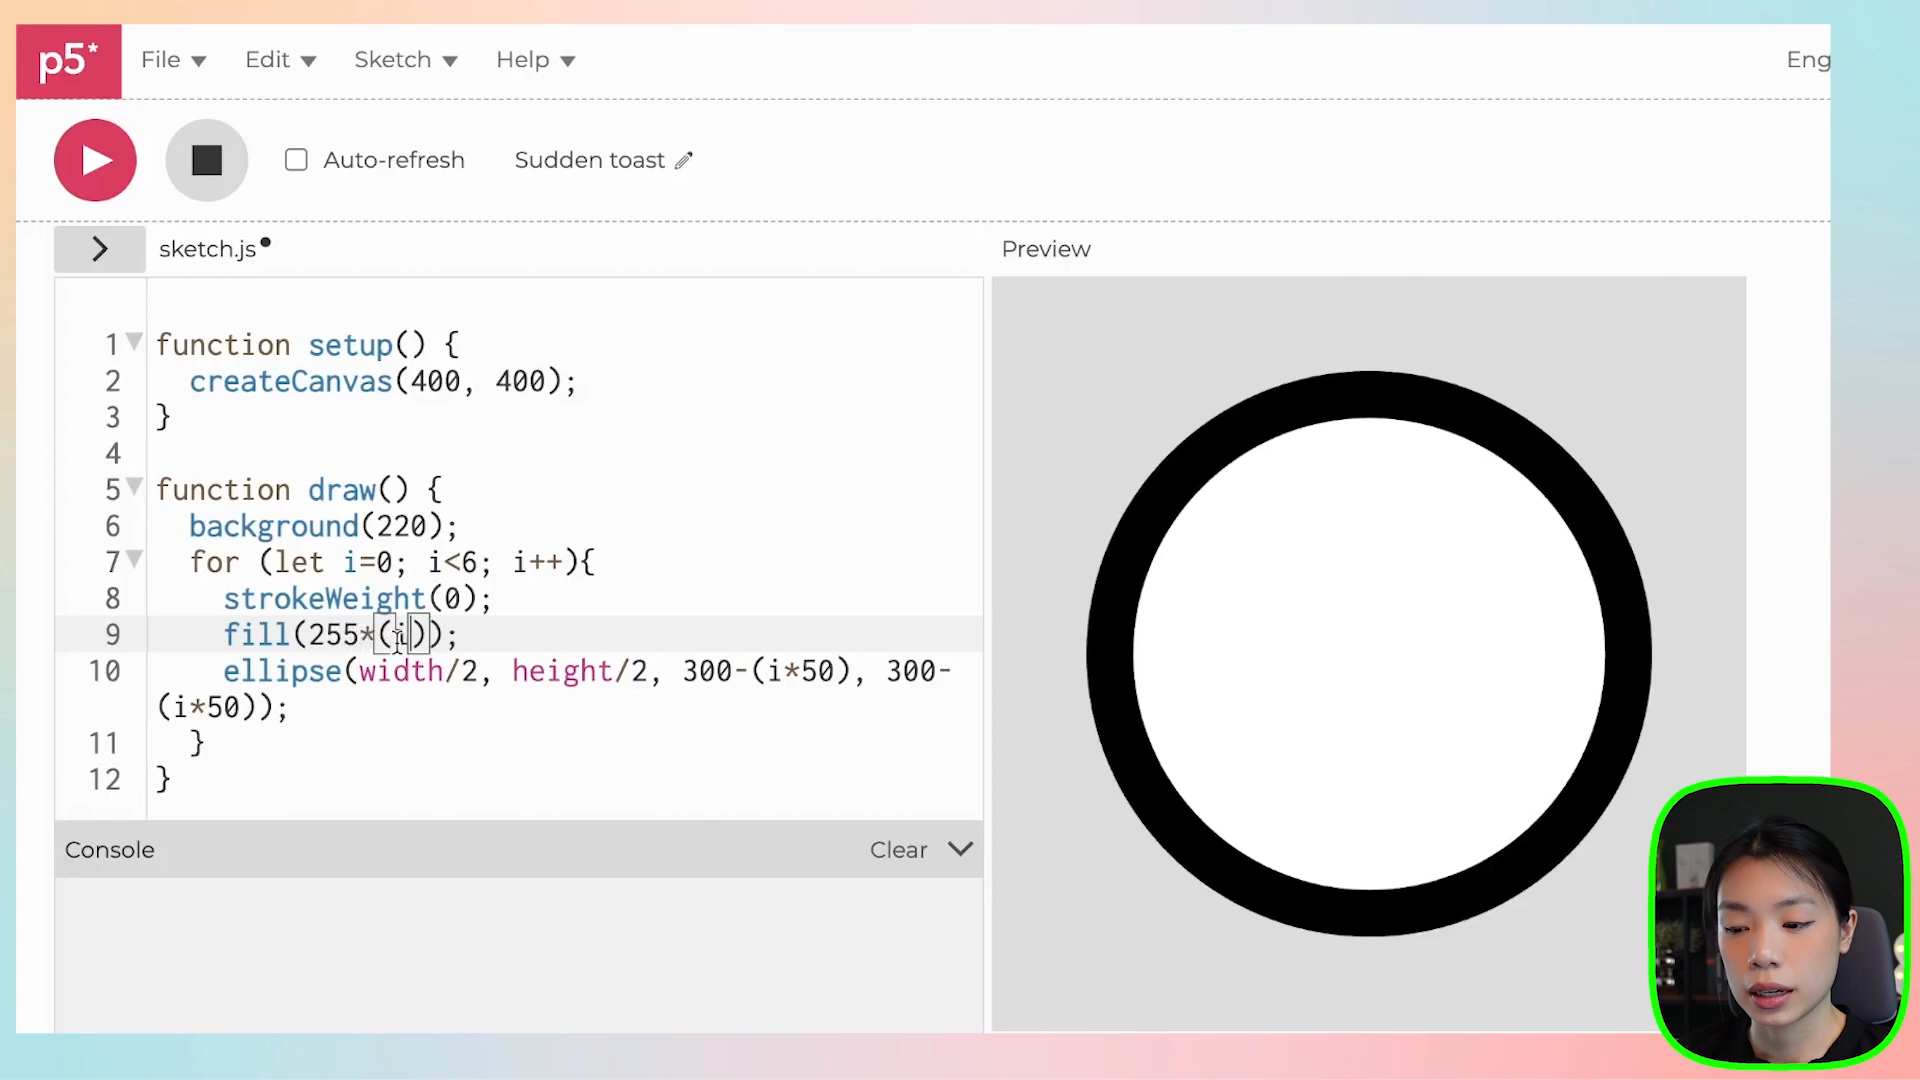 p5* File Edit Sketch Help Eng
Auto-refresh Sudden toast
sketch.js Preview
1 function setup() {
2 createCanvas(400, 400);
3 }
4
5 function draw() {
6 background(220);
7 for (let i=0; i<6; i++){
8 strokeWeight(0);
9 fill(255*(i));
10 ellipse(width/2, height/2, 300-(i*50), 300-
(i*50));
11 }
12 }
Console Clear